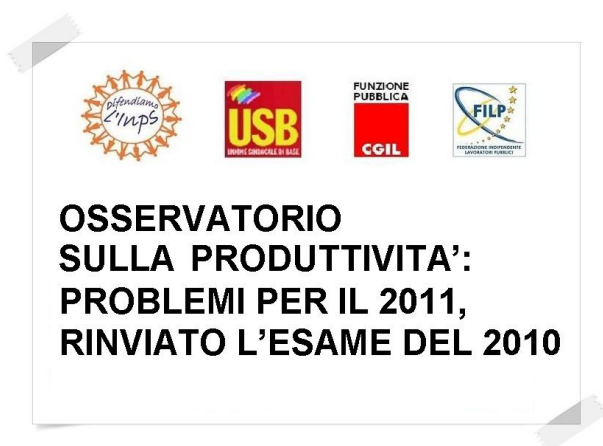 Difendiamo
L'Inps
USB
UNIONE SINDACALE DI BASE
FUNZIONE
PUBBLICA
CGIL
FILP
FEDERAZIONE INDIPENDENTE
LAVORATORI PUBBLICI
OSSERVATORIO
SULLA PRODUTTIVITA’:
PROBLEMI PER IL 2011,
RINVIATO L’ESAME DEL 2010